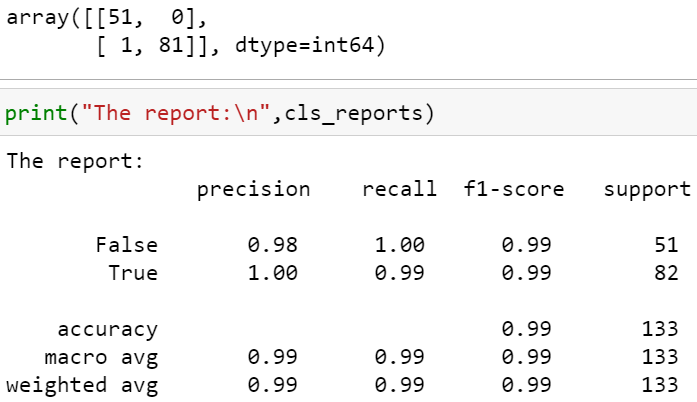 array([[51,  0],
       [ 1, 81]], dtype=int64)
print("The report:\n",cls_reports)
The report:
               precision    recall  f1-score   support

       False       0.98      1.00      0.99        51
        True       1.00      0.99      0.99        82

    accuracy                           0.99       133
   macro avg       0.99      0.99      0.99       133
weighted avg       0.99      0.99      0.99       133